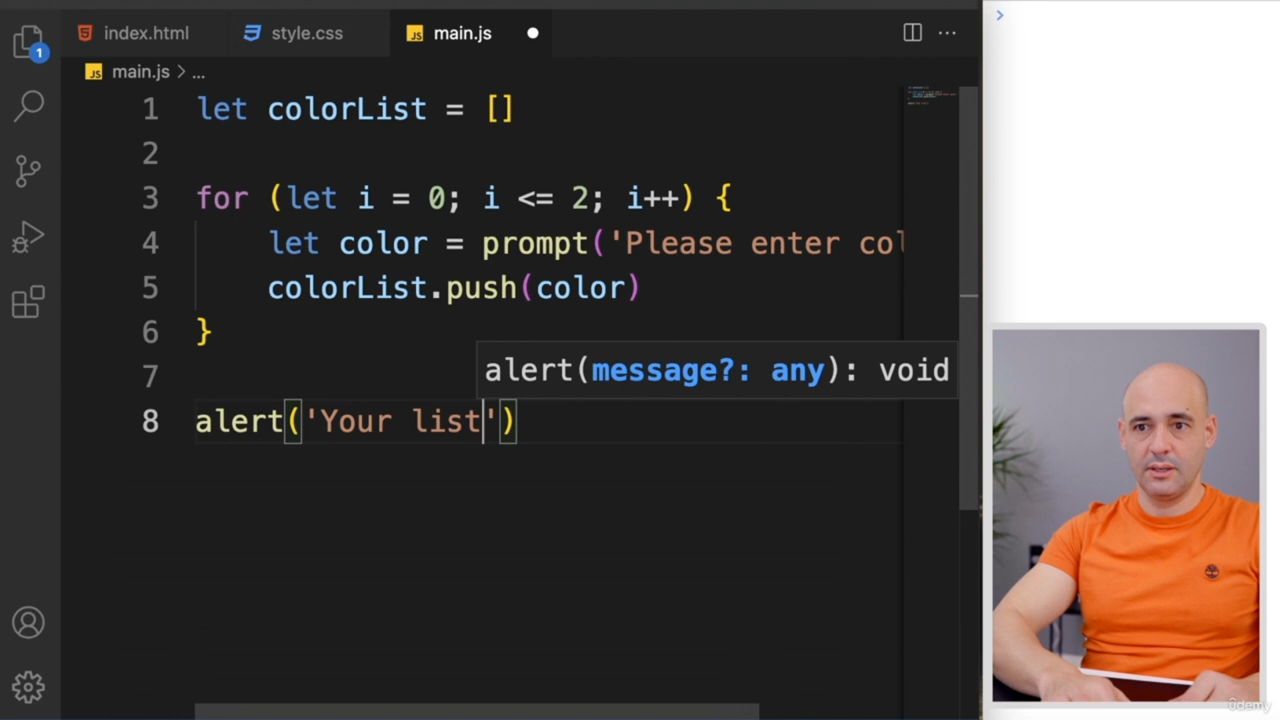 index.html style.css main.js
1
main.js > ...
1 let colorList = []
2
3 for (let i = 0; i <= 2; i++) {
4 let color = prompt('Please enter col
5 colorList.push(color)
6 }
7
alert(message?: any): void
8 alert('Your list')
ûdemy